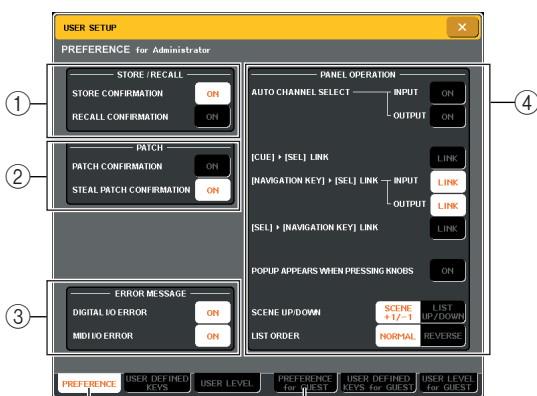 USER SETUP
×
PREFERENCE for Administrator
STORE/RECALL
STORE CONFIRMATION ON
RECALL CONFIRMATION ON
PATCH
PATCH CONFIRMATION ON
STEAL PATCH CONFIRMATION ON
ERROR MESSAGE
DIGITAL I/O ERROR ON
MIDI I/O ERROR ON
PANEL OPERATION
AUTO CHANNEL SELECT INPUT ON
OUTPUT ON
[CUE] ▸ [SEL] LINK LINK
[NAVIGATION KEY] ▸ [SEL] LINK INPUT LINK
OUTPUT LINK
[SEL] ▸ [NAVIGATION KEY] LINK LINK
POPUP APPEARS WHEN PRESSING KNOBS ON
SCENE UP/DOWN SCENE +1/-1 LIST UP/DOWN
LIST ORDER NORMAL REVERSE
PREFERENCE
USER DEFINED KEYS
USER LEVEL
PREFERENCE for GUEST
USER DEFINED KEYS for GUEST
USER LEVEL for GUEST
1
2
3
4